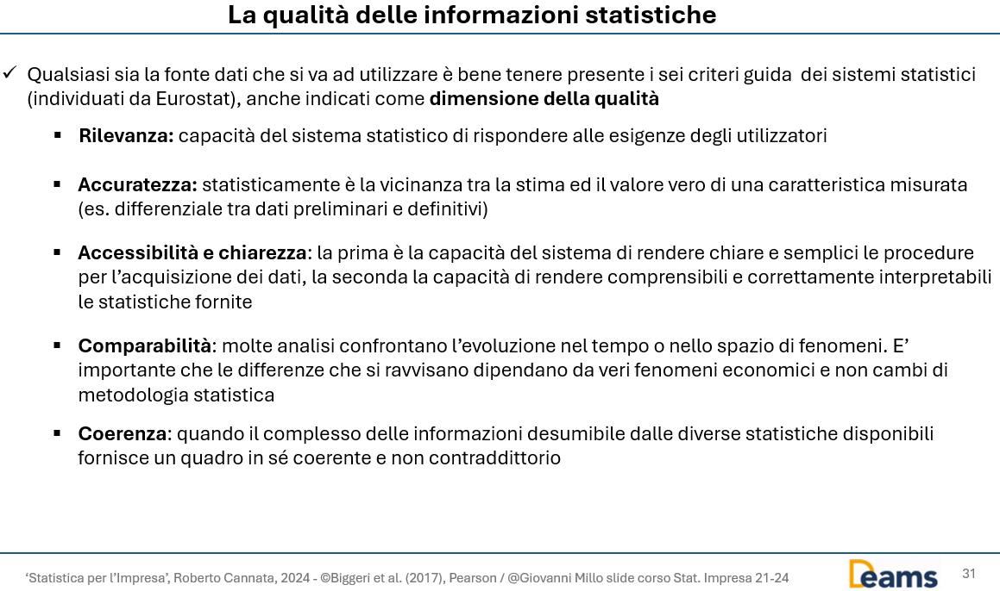 La qualità delle informazioni statistiche
✓ Qualsiasi sia la fonte dati che si va ad utilizzare è bene tenere presente i sei criteri guida  dei sistemi statistici
(individuati da Eurostat), anche indicati come dimensione della qualità
▪ Rilevanza: capacità del sistema statistico di rispondere alle esigenze degli utilizzatori
▪ Accuratezza: statisticamente è la vicinanza tra la stima ed il valore vero di una caratteristica misurata
(es. differenziale tra dati preliminari e definitivi)
▪ Accessibilità e chiarezza: la prima è la capacità del sistema di rendere chiare e semplici le procedure
per l’acquisizione dei dati, la seconda la capacità di rendere comprensibili e correttamente interpretabili
le statistiche fornite
▪ Comparabilità: molte analisi confrontano l’evoluzione nel tempo o nello spazio di fenomeni. E’
importante che le differenze che si ravvisano dipendano da veri fenomeni economici e non cambi di
metodologia statistica
▪ Coerenza: quando il complesso delle informazioni desumibile dalle diverse statistiche disponibili
fornisce un quadro in sé coerente e non contraddittorio
‘Statistica per l’Impresa’, Roberto Cannata, 2024 - ©Biggeri et al. (2017), Pearson / @Giovanni Millo slide corso Stat. Impresa 21-24
Deams
31